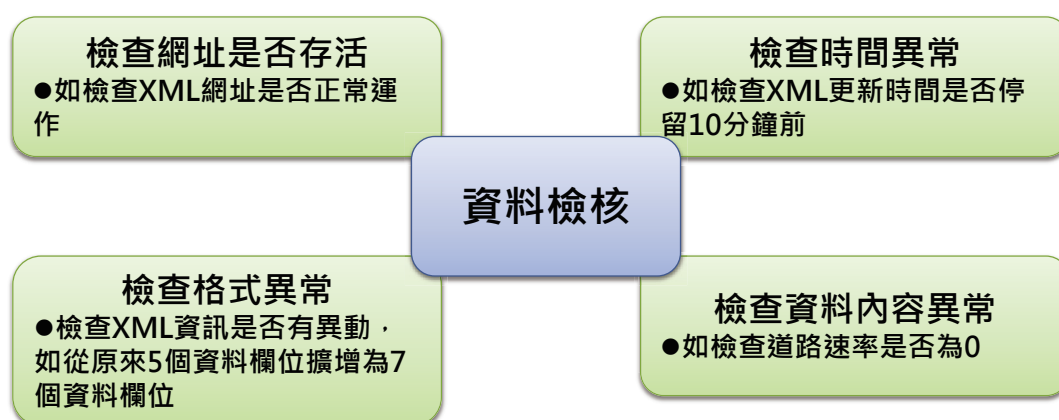 檢查網址是否存活
●如檢查XML網址是否正常運
作
檢查時間異常
●如檢查XML更新時間是否停
留10分鐘前
資料檢核
檢查格式異常
●檢查XML資訊是否有異動，
如從原來5個資料欄位擴增為7
個資料欄位
檢查資料內容異常
●如檢查道路速率是否為0